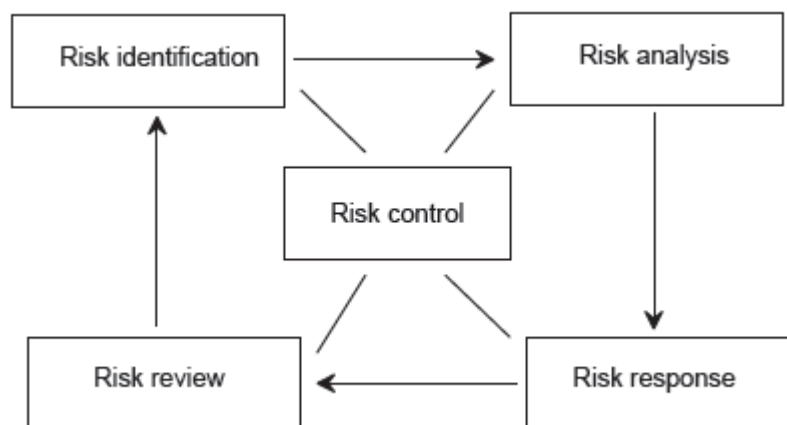 Risk identification
Risk analysis
Risk control
Risk review
Risk response